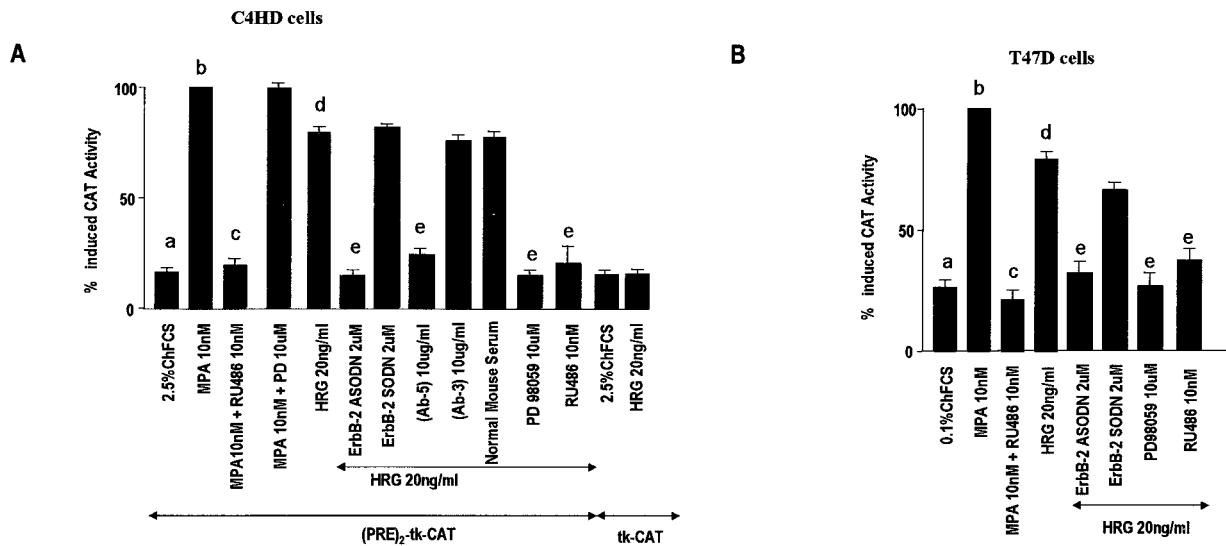 C4HD cells
A
% induced CAT Activity
100
50
0
a
b
c
d
e
e
e
e
2.5%ChFCS
MPA 10nM
MPA10nM + RU486 10nM
MPA 10nM + PD 10uM
HRG 20ng/ml
ErbB-2 ASODN 2uM
ErbB-2 SODN 2uM
(Ab-5) 10ug/ml
(Ab-3) 10ug/ml
Normal Mouse Serum
PD 98059 10uM
RU486 10nM
2.5%ChFCS
HRG 20ng/ml
HRG 20ng/ml
(PRE)2-tk-CAT
tk-CAT
B
T47D cells
% induced CAT Activity
100
50
0
a
b
c
d
e
e
e
0.1%ChFCS
MPA 10nM
MPA 10nM + RU486 10nM
HRG 20ng/ml
ErbB-2 ASODN 2uM
ErbB-2 SODN 2uM
PD98059 10uM
RU486 10nM
HRG 20ng/ml